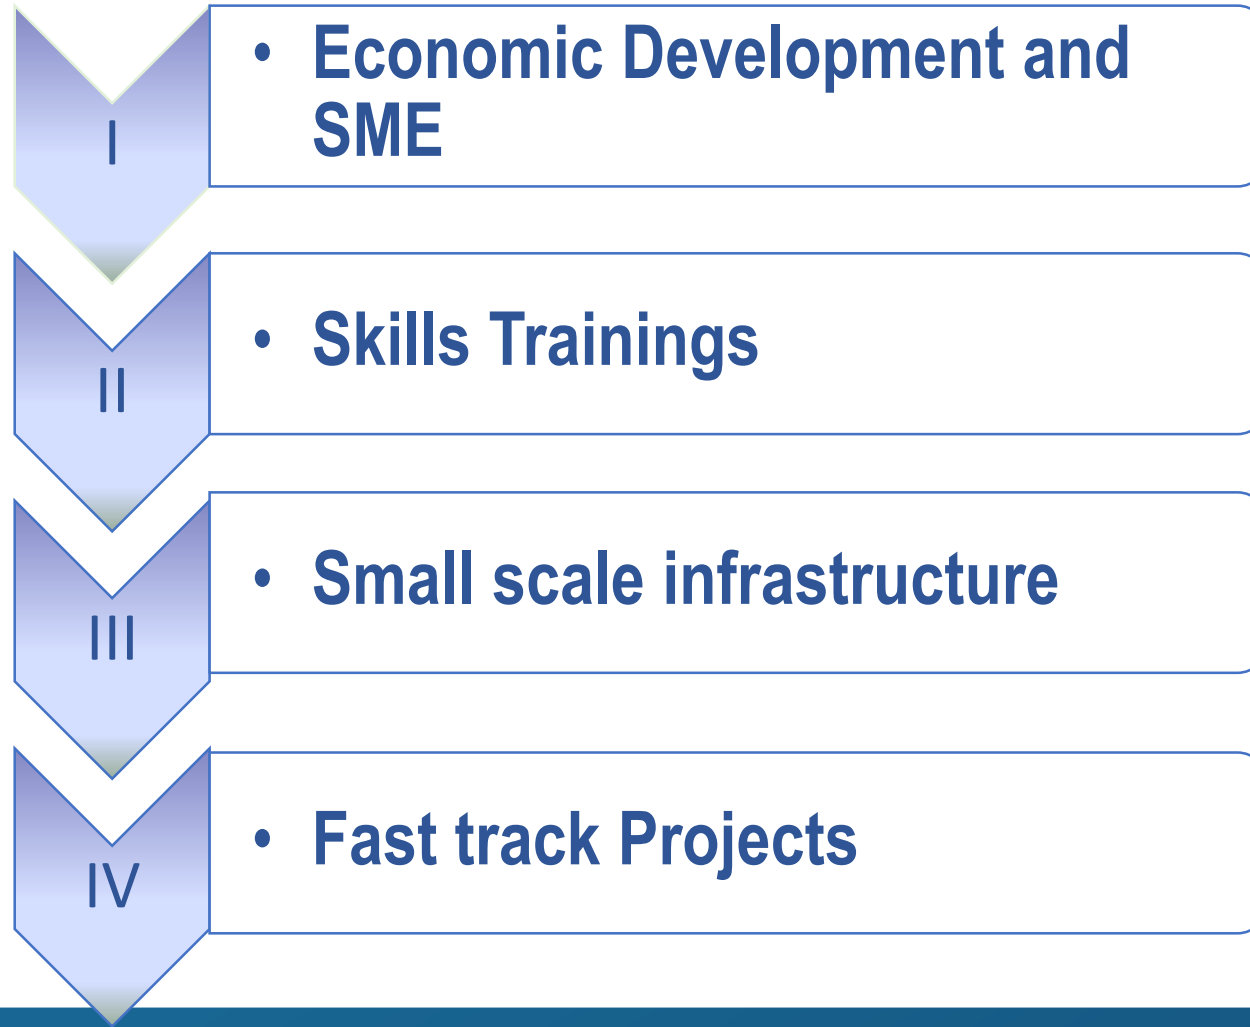 I
• Economic Development and
SME
II
• Skills Trainings
III
• Small scale infrastructure
IV
• Fast track Projects